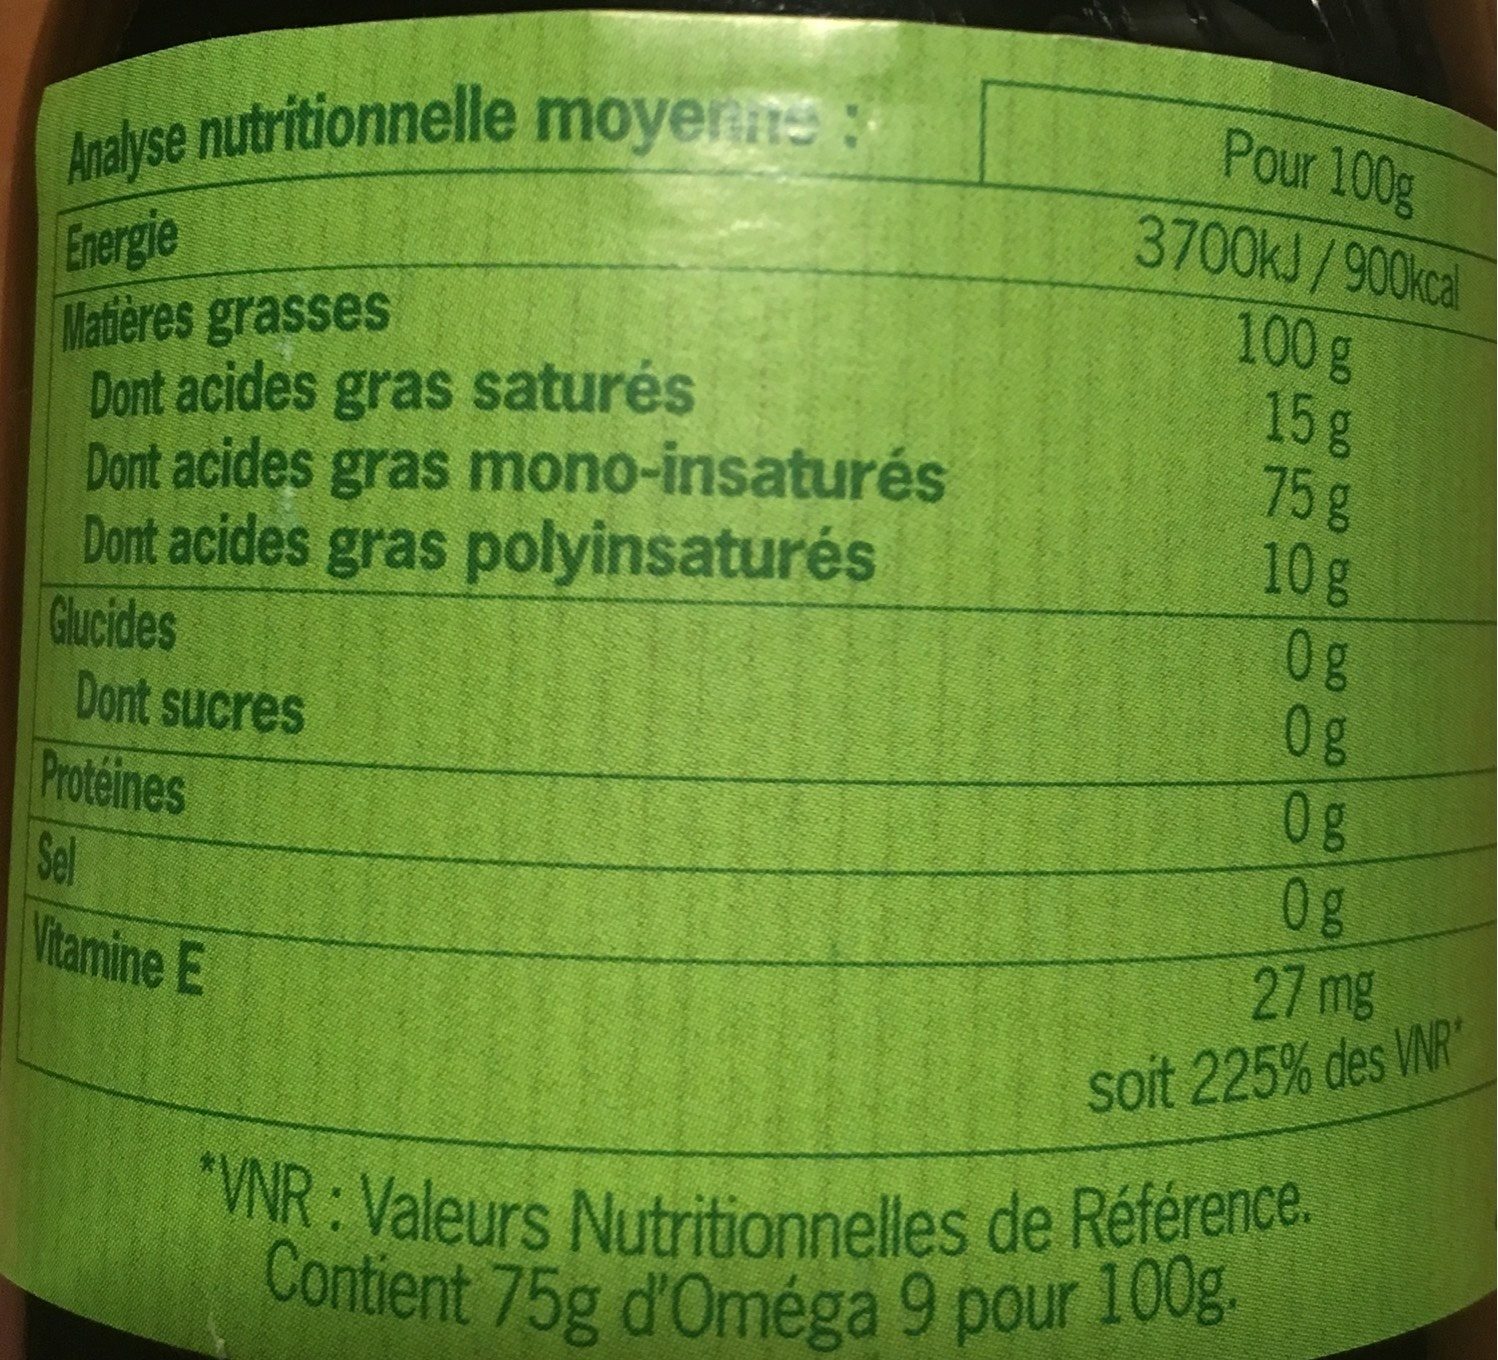 Analyse nutritionnelle moyenne :
Pour 100g
Energie 3700kJ / 900kcal
Matières grasses 100 g
Dont acides gras saturés 15 g
Dont acides gras mono-insaturés 75 g
Dont acides gras polyinsaturés 10 g
Glucides 0 g
Dont sucres 0 g
Protéines 0 g
Sel 0 g
Vitamine E 27 mg
soit 225% des VNR*
*VNR : Valeurs Nutritionnelles de Référence.
Contient 75g d'Oméga 9 pour 100g.